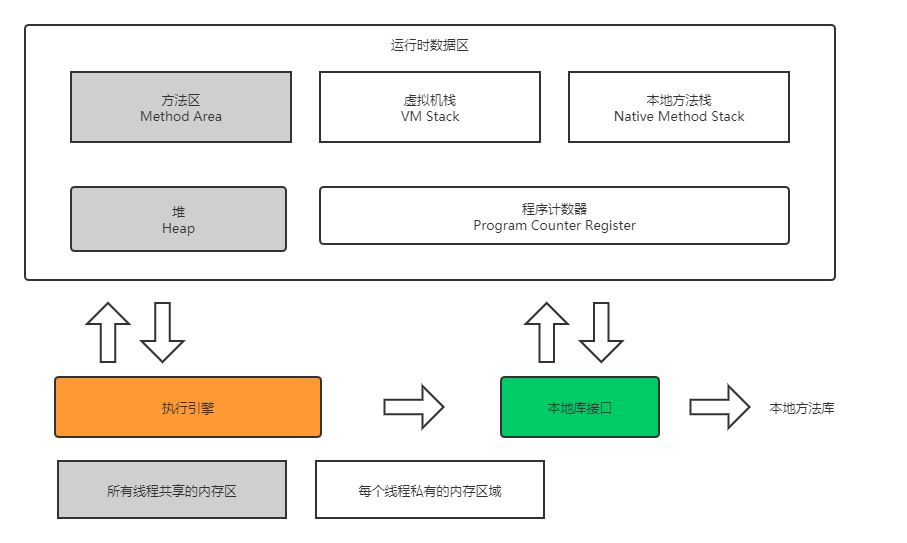 运行时数据区
方法区
Method Area
虚拟机栈
VM Stack
本地方法栈
Native Method Stack
堆
Heap
程序计数器
Program Counter Register
执行引擎
本地库接口
本地方法库
所有线程共享的内存区
每个线程私有的内存区域